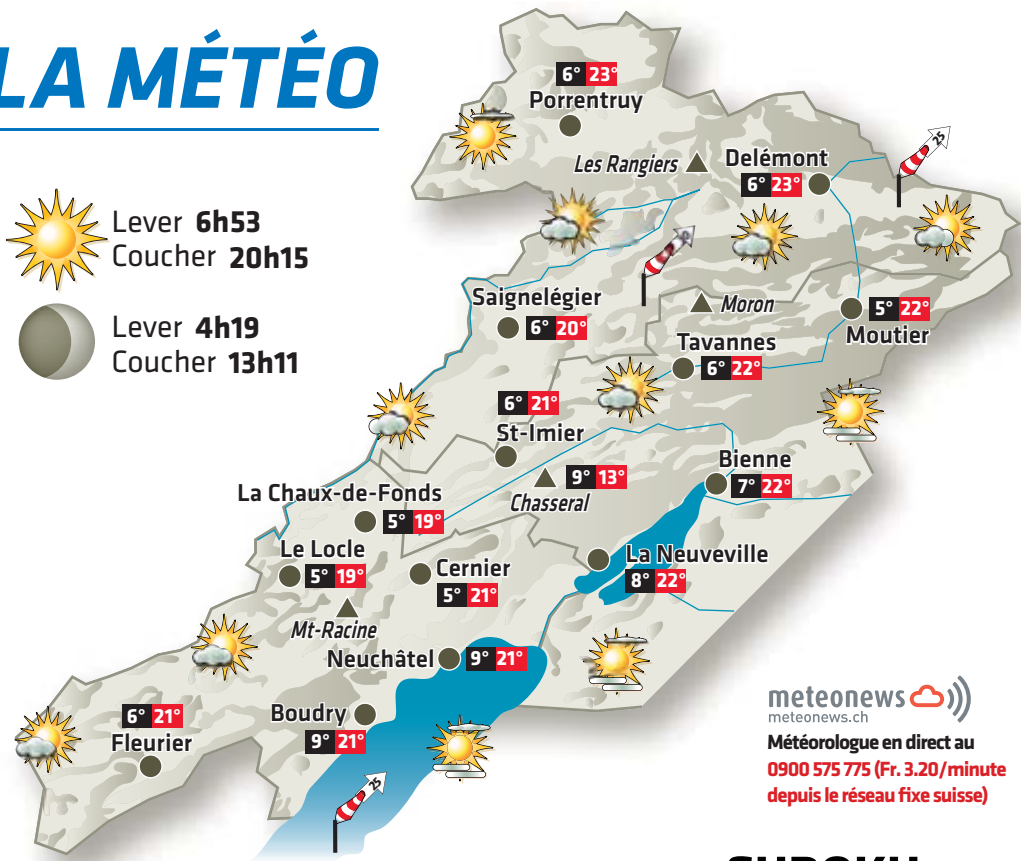 LA MÉTÉO
Lever 6h53
Coucher 20h15
Lever 4h19
Coucher 13h11
6° 23°
Porrentruy
Les Rangiers
Delémont
6° 23°
25
Saignelégier
6° 20°
Moron
5° 22°
Moutier
Tavannes
6° 22°
6° 21°
St-Imier
9° 13°
Chasseral
Bienne
7° 22°
La Chaux-de-Fonds
5° 19°
Le Locle
5° 19°
Cernier
5° 21°
La Neuveville
8° 22°
Mt-Racine
Neuchâtel 9° 21°
6° 21°
Fleurier
Boudry
9° 21°
25
meteonews
meteonews.ch
Météorologue en direct au
0900 575 775 (Fr. 3.20/minute
depuis le réseau fixe suisse)